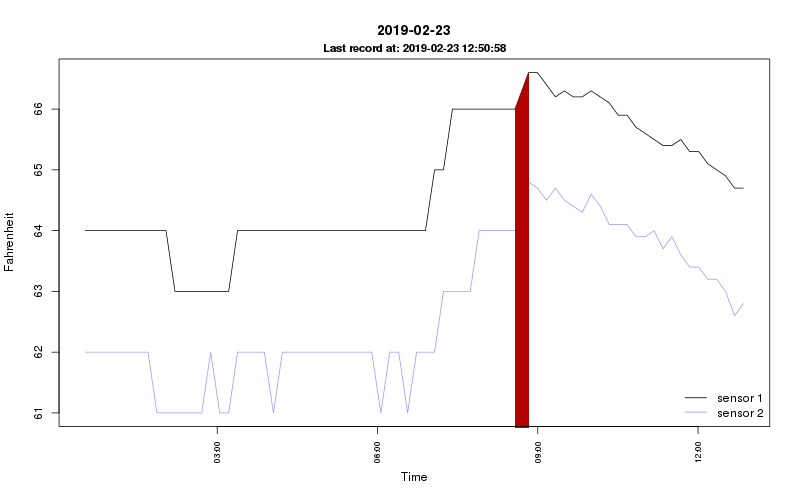 2019-02-23
Last record at: 2019-02-23 12:50:58
Fahrenheit
66
65
64
63
62
61
03:00
06:00
09:00
12:00
Time
sensor 1
sensor 2